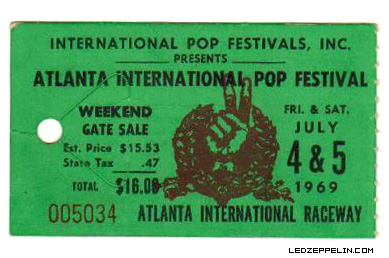 INTERNATIONAL POP FESTIVALS, INC.
PRESENTS
ATLANTA INTERNATIONAL POP FESTIVAL
WEEKEND
GATE SALE
Est. Price $15.53
State Tax .47
TOTAL $16.00
FRI. & SAT.
JULY
4 & 5
1969
005034 ATLANTA INTERNATIONAL RACEWAY
LEDZEPPELIN.COM